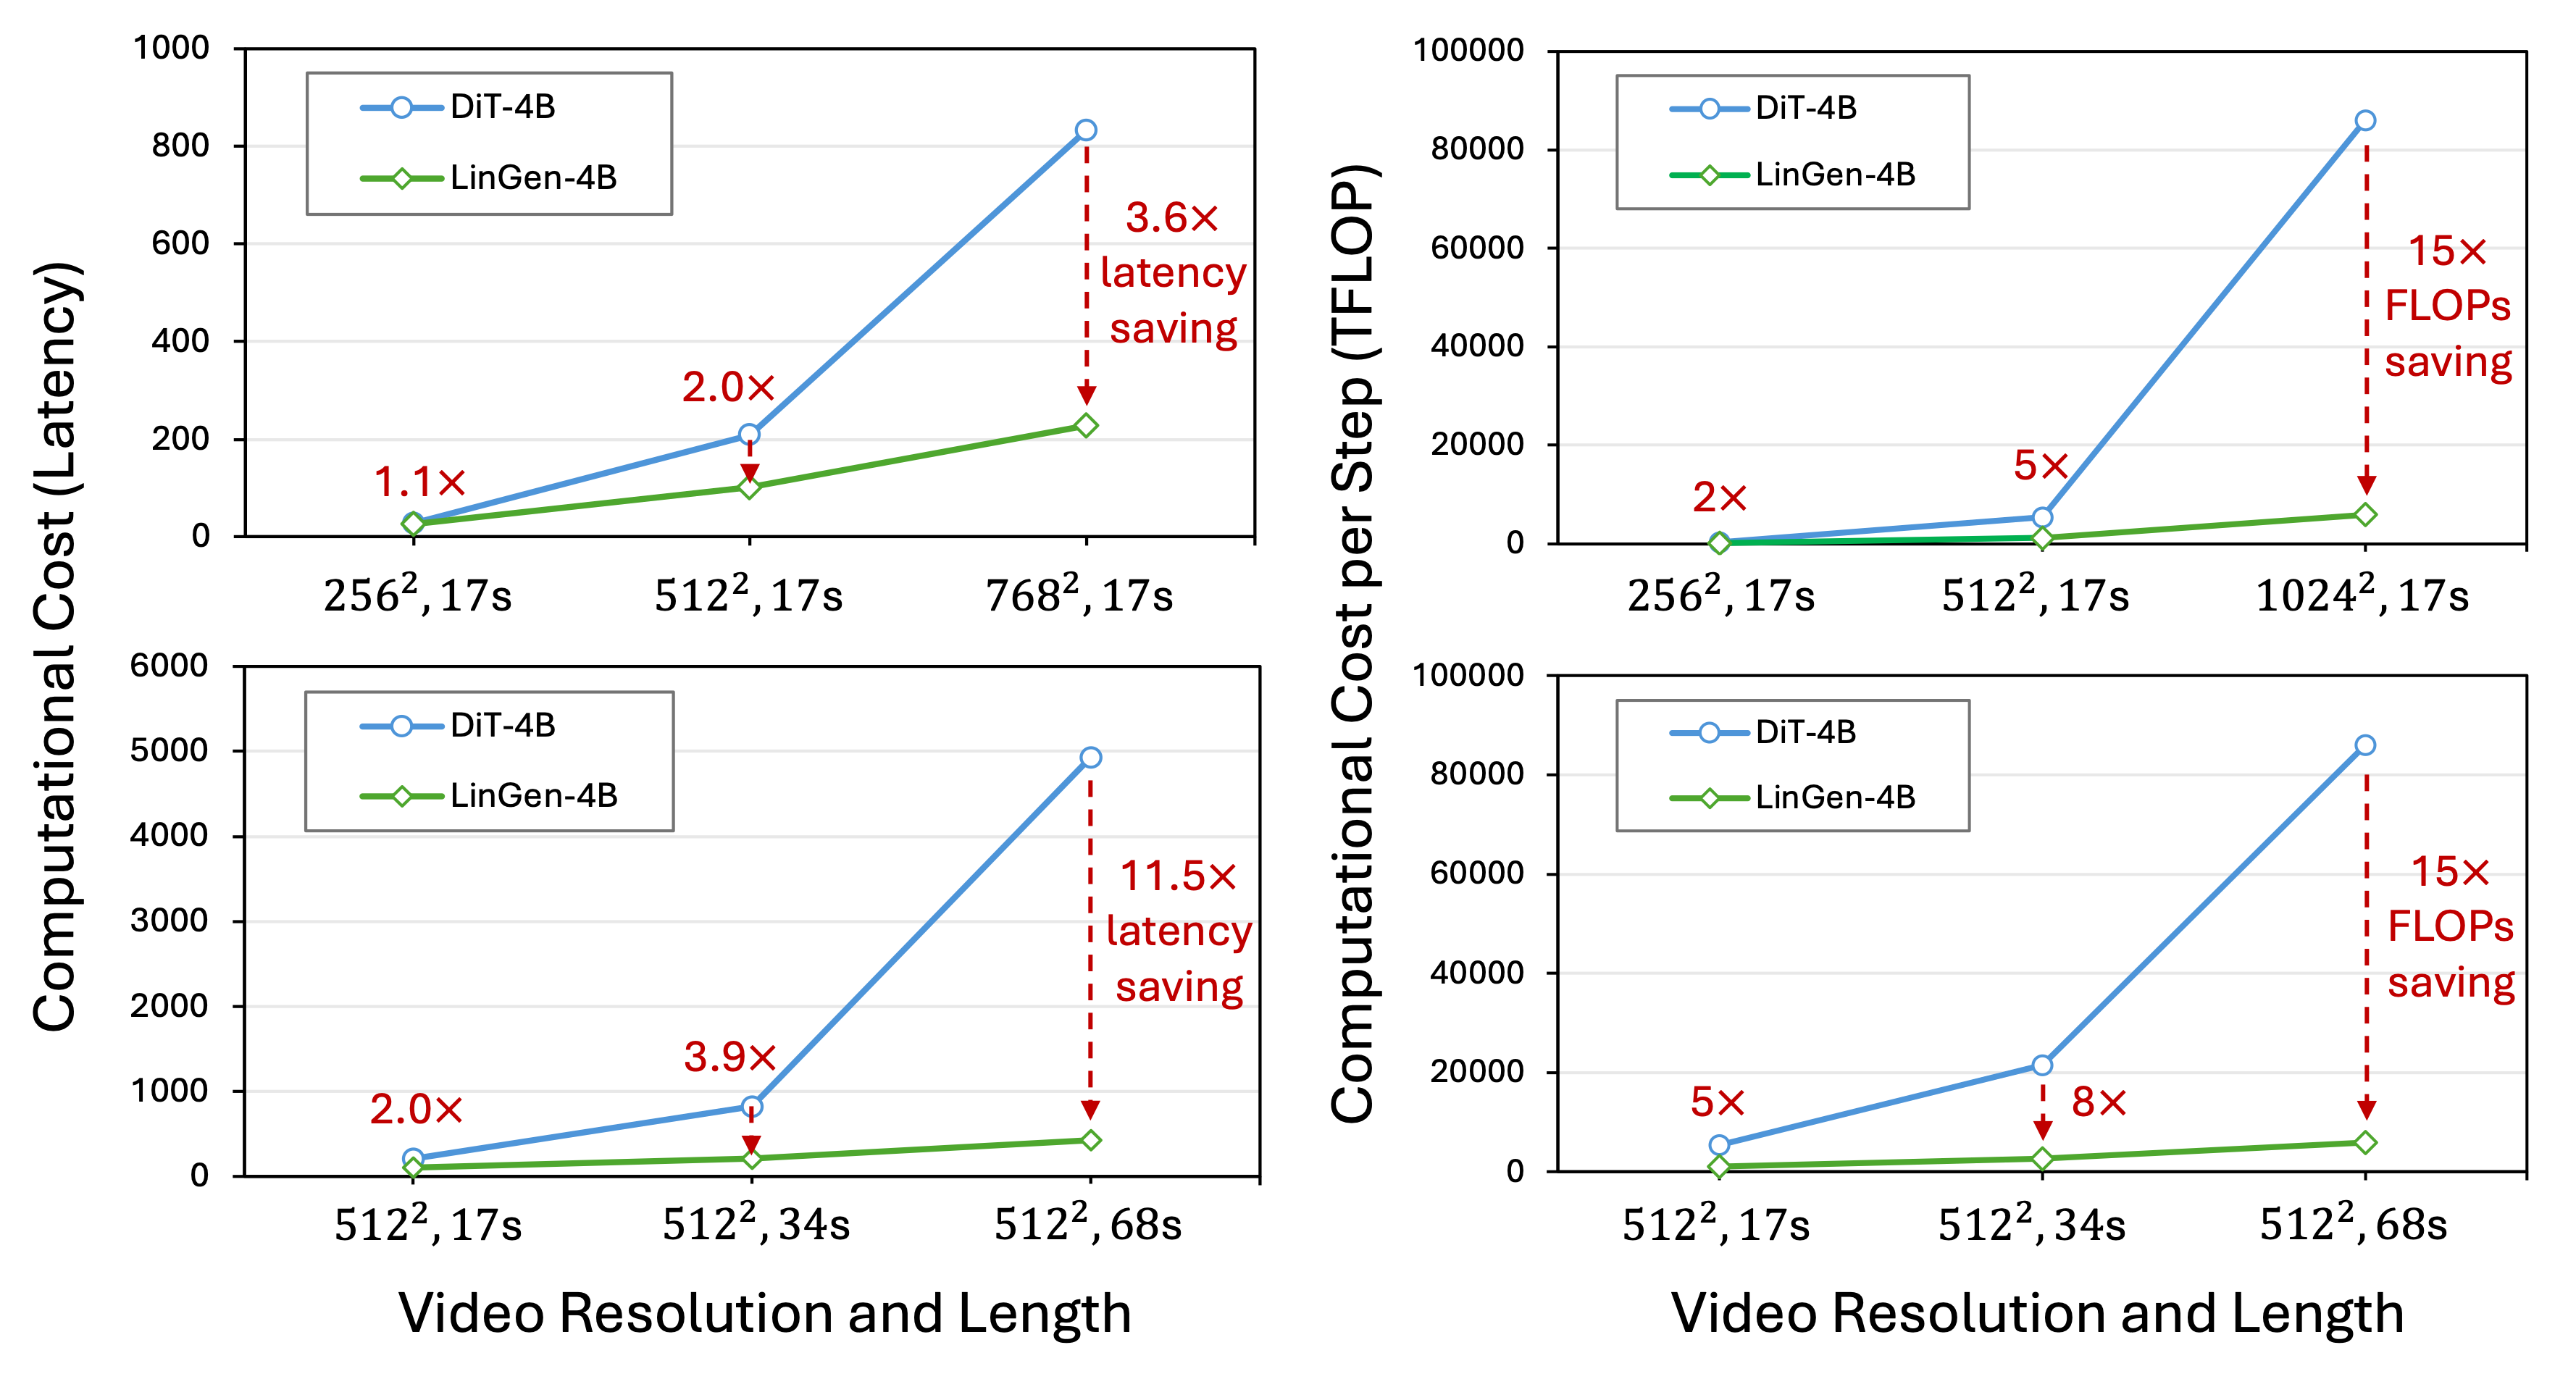 Computational Cost (Latency)
1000
800
600
400
200
0
DiT-4B
LinGen-4B
1.1×
2.0×
3.6×
latency
saving
256², 17s
512², 17s
768², 17s
6000
5000
4000
3000
2000
1000
0
DiT-4B
LinGen-4B
2.0×
3.9×
11.5×
latency
saving
512², 17s
512², 34s
512², 68s
Video Resolution and Length
Computational Cost per Step (TFLOP)
100000
80000
60000
40000
20000
0
DiT-4B
LinGen-4B
2×
5×
15×
FLOPs
saving
256², 17s
512², 17s
1024², 17s
100000
80000
60000
40000
20000
0
DiT-4B
LinGen-4B
5×
8×
15×
FLOPs
saving
512², 17s
512², 34s
512², 68s
Video Resolution and Length